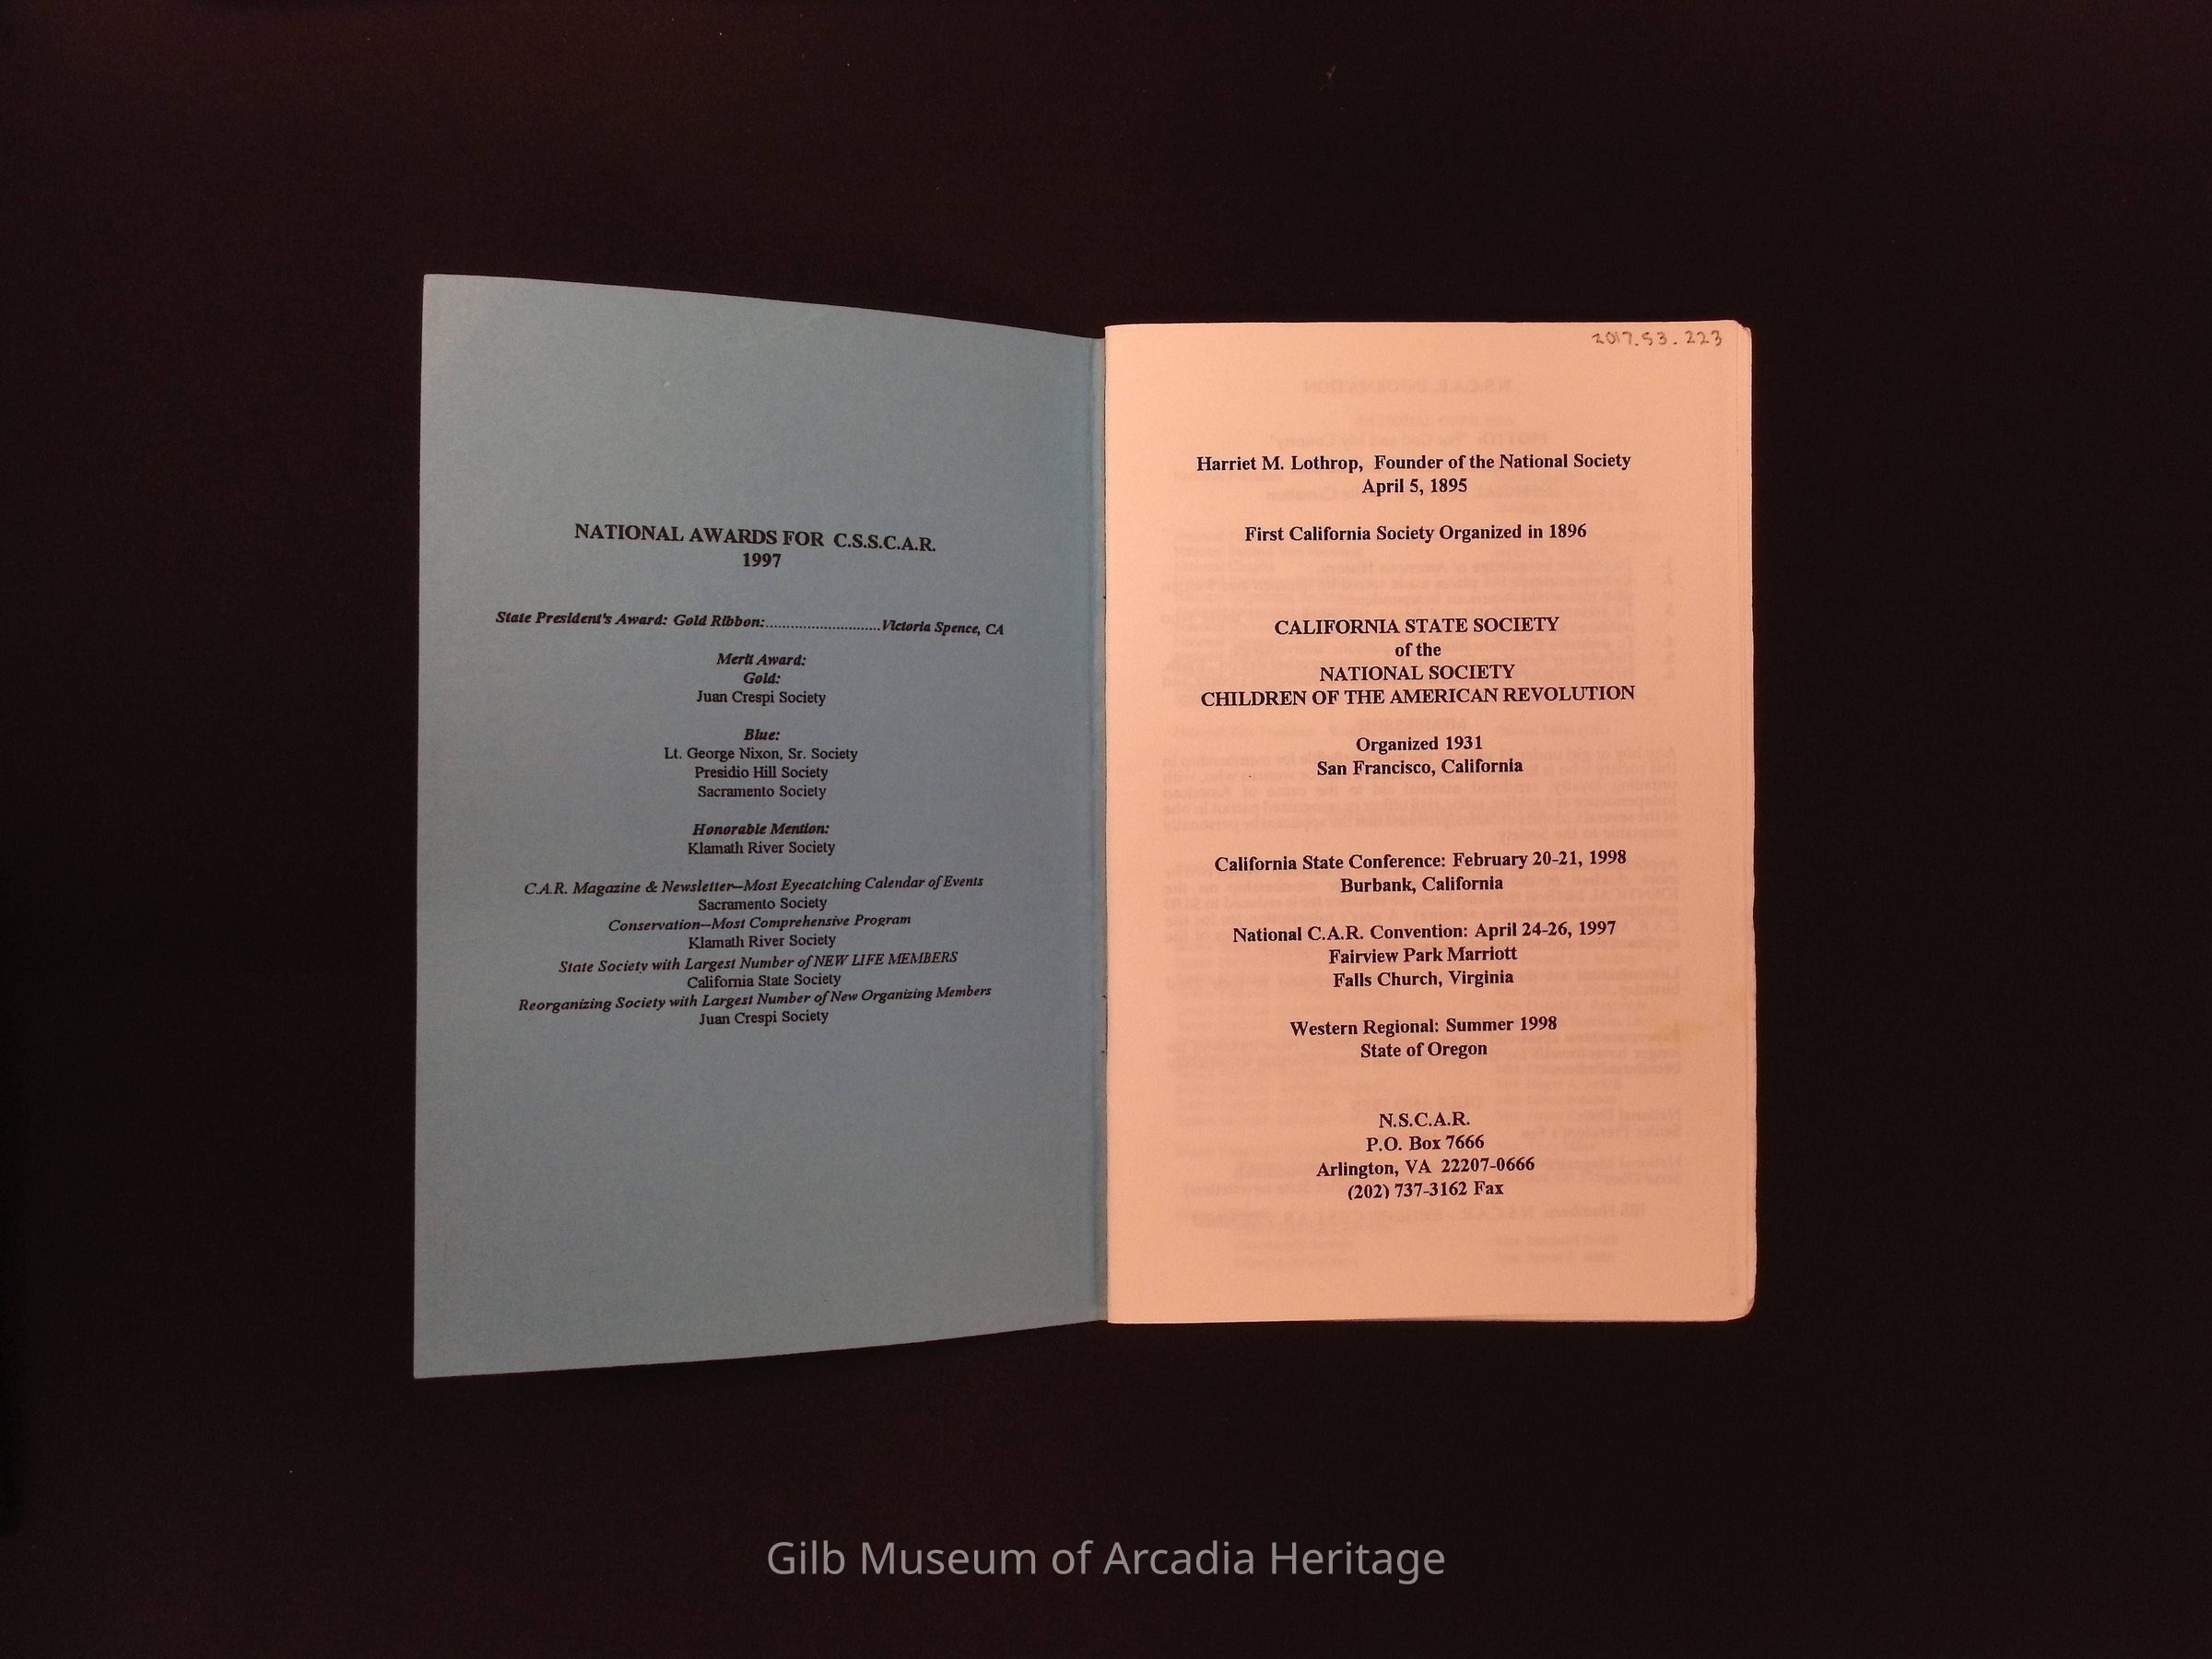 NATIONAL AWARDS FOR C.S.S.C.A.R.
1997
State President's Award: Gold Ribbon:............................Victoria Spence, CA
Merit Award:
Gold:
Juan Crespi Society
Blue:
Lt. George Nixon, Sr. Society
Presidio Hill Society
Sacramento Society
Honorable Mention:
Klamath River Society
C.A.R. Magazine & Newsletter--Most Eyecatching Calendar of Events
Sacramento Society
Conservation--Most Comprehensive Program
Klamath River Society
State Society with Largest Number of NEW LIFE MEMBERS
California State Society
Reorganizing Society with Largest Number of New Organizing Members
Juan Crespi Society
2017.53.223
Harriet M. Lothrop, Founder of the National Society
April 5, 1895
First California Society Organized in 1896
CALIFORNIA STATE SOCIETY
of the
NATIONAL SOCIETY
CHILDREN OF THE AMERICAN REVOLUTION
Organized 1931
San Francisco, California
California State Conference: February 20-21, 1998
Burbank, California
National C.A.R. Convention: April 24-26, 1997
Fairview Park Marriott
Falls Church, Virginia
Western Regional: Summer 1998
State of Oregon
N.S.C.A.R.
P.O. Box 7666
Arlington, VA 22207-0666
(202) 737-3162 Fax
Gilb Museum of Arcadia Heritage